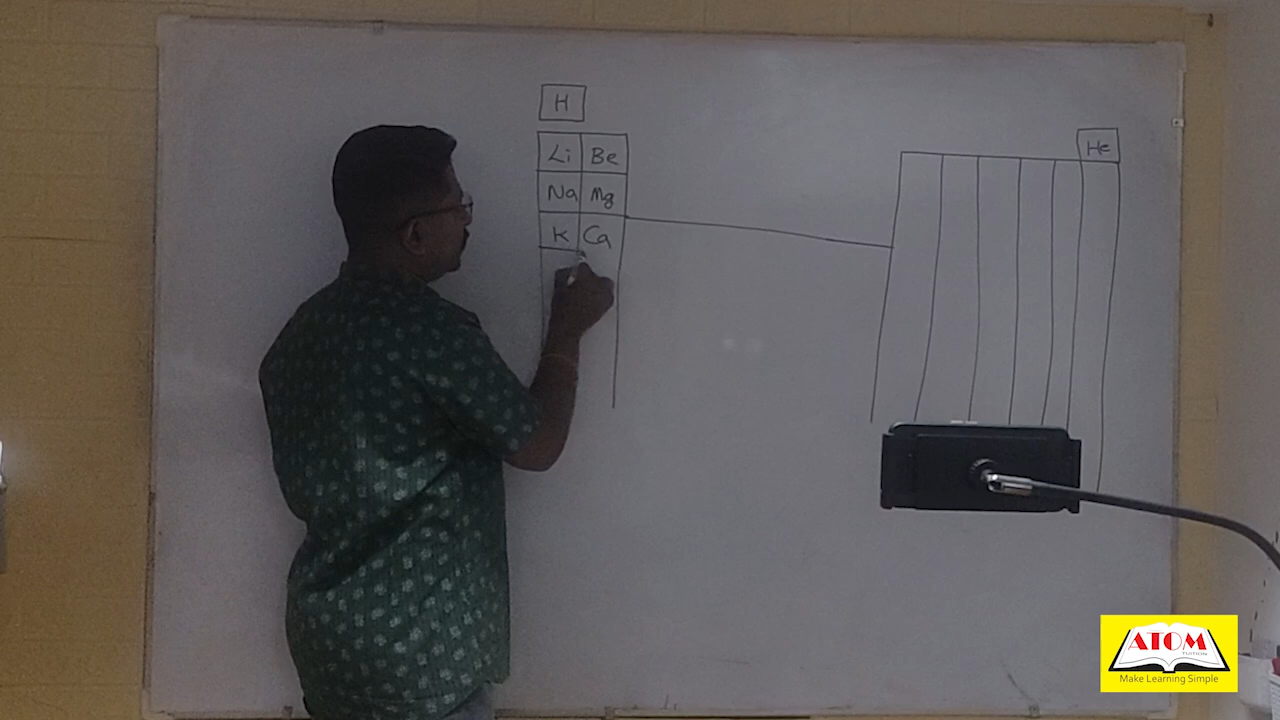 H
He
Li Be
Na Mg
K Ca
ATOM
TUITION
Make Learning Simple